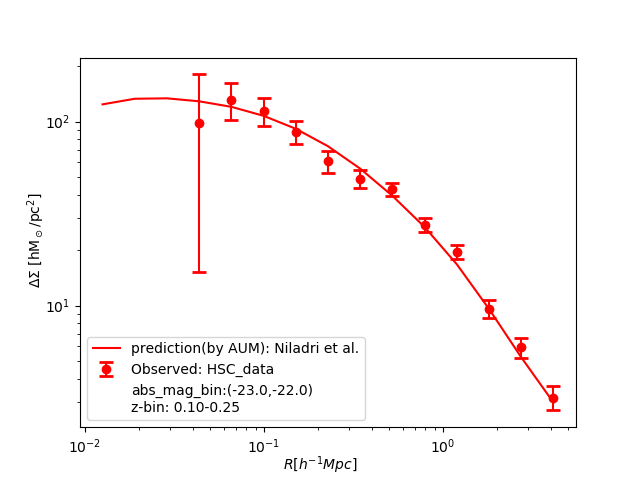 10²
10¹
ΔΣ [hM⊙/pc²]
prediction(by AUM): Niladri et al.
Observed: HSC_data
abs_mag_bin:(-23.0,-22.0)
z-bin: 0.10-0.25
10⁻² 10⁻¹ 10⁰
R[h⁻¹Mpc]